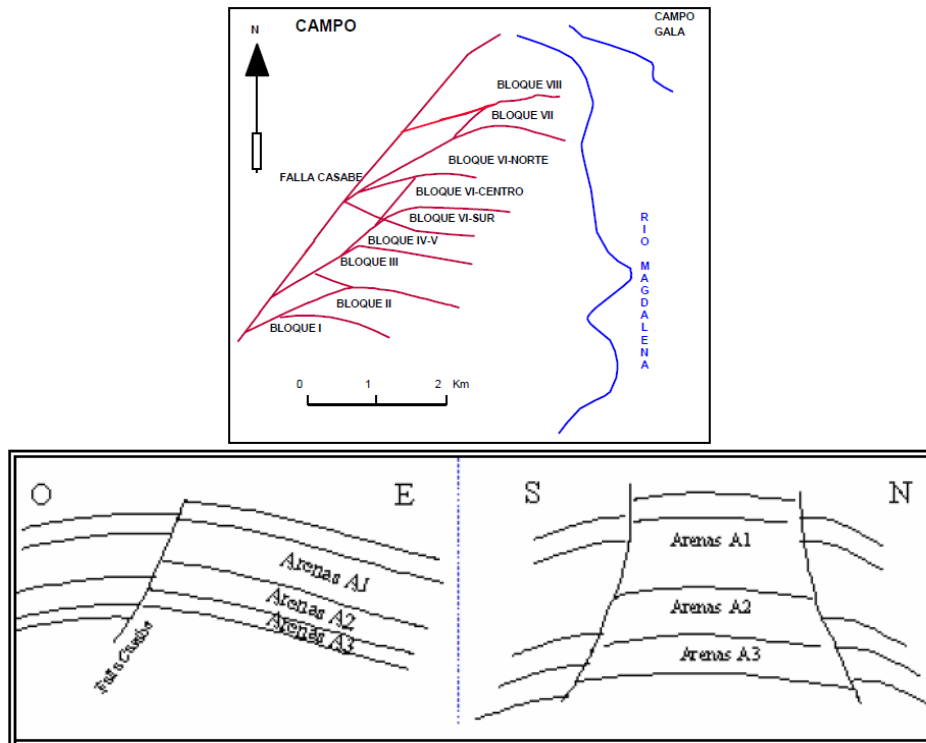 CAMPO
CAMPO
GALA
N
BLOQUE VIII
BLOQUE VII
BLOQUE VI-NORTE
FALLA CASABE
BLOQUE VI-CENTRO
BLOQUE VI-SUR
BLOQUE IV-V
BLOQUE III
BLOQUE II
BLOQUE I
RIO MAGDALENA
0 1 2 Km
O E
Arenas A1
Arenas A2
Arenas A3
Falla Casabe
S N
Arenas A1
Arenas A2
Arenas A3